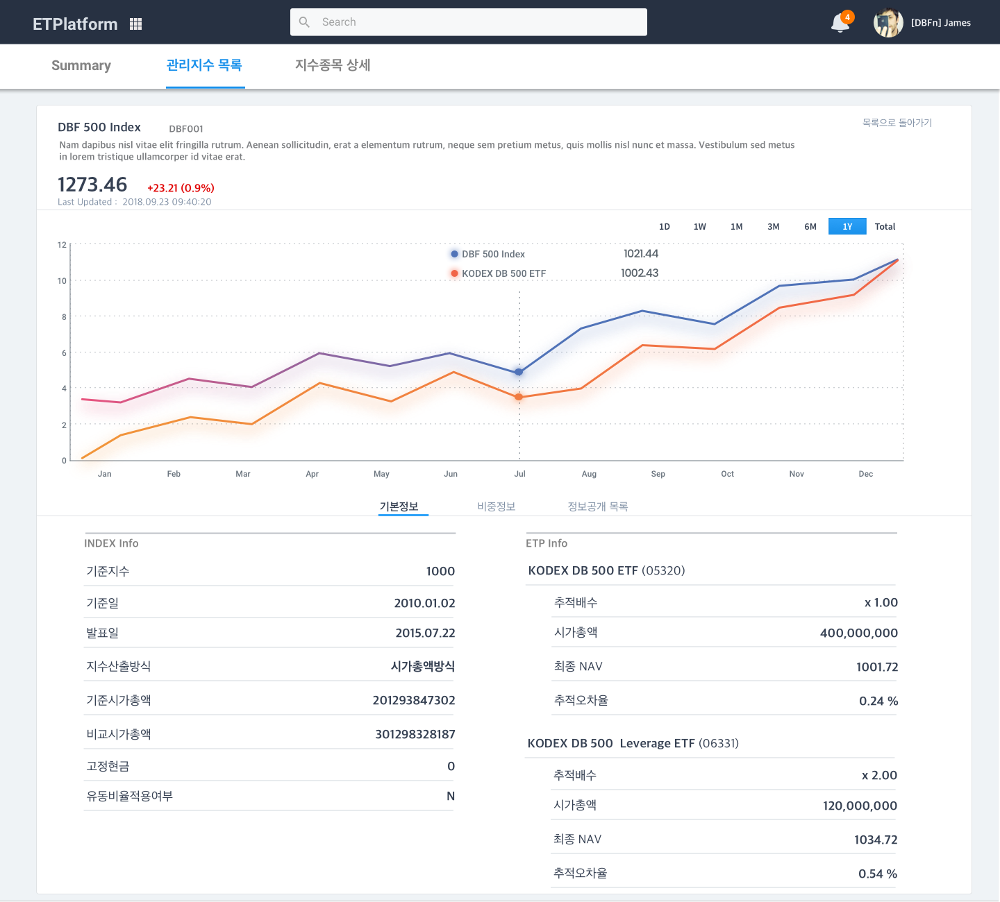 ETPlatform
Search
4
[DBFn] James
Summary
관리지수 목록
지수종목 상세
DBF 500 Index
DBF001
목록으로 돌아가기
Nam dapibus nisl vitae elit fringilla rutrum. Aenean sollicitudin, erat a elementum rutrum, neque sem pretium metus, quis mollis nisl nunc et massa. Vestibulum sed metus
in lorem tristique ullamcorper id vitae erat.
1273.46
+23.21 (0.9%)
Last Updated : 2018.09.23 09:40:20
1D 1W 1M 3M 6M 1Y Total
DBF 500 Index 1021.44
KODEX DB 500 ETF 1002.43
12
10
8
6
4
2
0
Jan Feb Mar Apr May Jun Jul Aug Sep Oct Nov Dec
기본정보
비중정보
정보공개 목록
INDEX Info
기준지수 1000
기준일 2010.01.02
발표일 2015.07.22
지수산출방식 시가총액방식
기준시가총액 201293847302
비교시가총액 301298328187
고정현금 0
유동비율적용여부 N
ETP Info
KODEX DB 500 ETF (05320)
추적배수 x 1.00
시가총액 400,000,000
최종 NAV 1001.72
추적오차율 0.24 %
KODEX DB 500 Leverage ETF (06331)
추적배수 x 2.00
시가총액 120,000,000
최종 NAV 1034.72
추적오차율 0.54 %